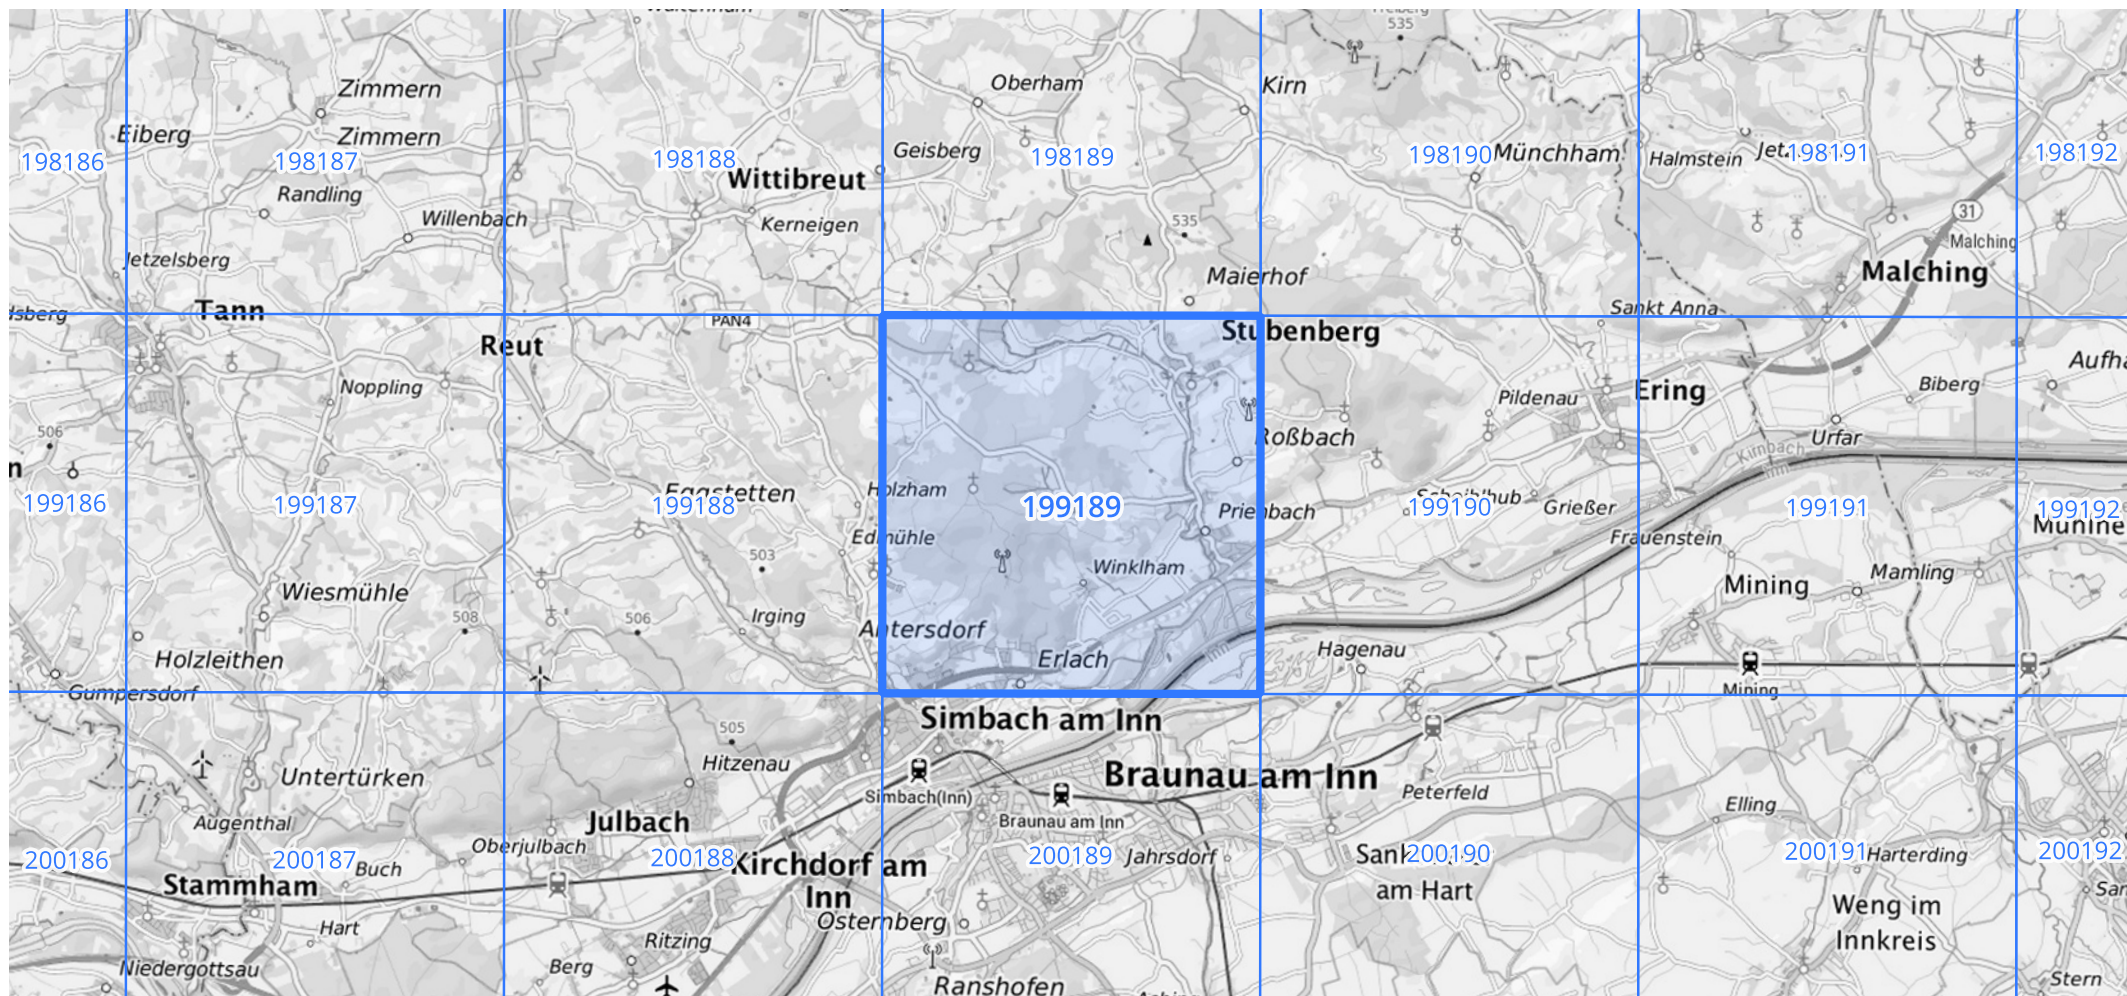 535
Zimmern
Oberham
Kirn
Eiberg
Zimmern
Geisberg
Münchham
Halmstein
198186
198187
198188
198189
198190
198191
198192
Wittibreut
Randling
Willenbach
Kerneigen
535
31
Malching
Jetzelsberg
Maierhof
Malching
Tann
Sankt Anna
PAN4
Reut
Stubenberg
Noppling
Pildenau
Ering
Biberg
506
Roßbach
Urfar
Kirnbach
Holzham
Eggstetten
199186
199187
199188
199189
199190
199191
199192
Prienbach
Grießer
Edmühle
Frauenstein
503
Winklham
Mamling
Mining
Wiesmühle
508
506
Irging
Antersdorf
Hagenau
Holzleithen
Erlach
Gumpersdorf
Mining
Simbach am Inn
505
Hitzenau
Untertürken
Braunau am Inn
Simbach(Inn)
Peterfeld
Augenthal
Julbach
Braunau am Inn
Elling
Oberjulbach
200186
200187
200188
200189
200190
200191
200192
Buch
Jahrsdorf
Harterding
Stammham
Kirchdorf am
Inn
am Hart
Hart
Osternberg
Weng im
Innkreis
Ritzing
Niedergottsau
Berg
Ranshofen
Stern